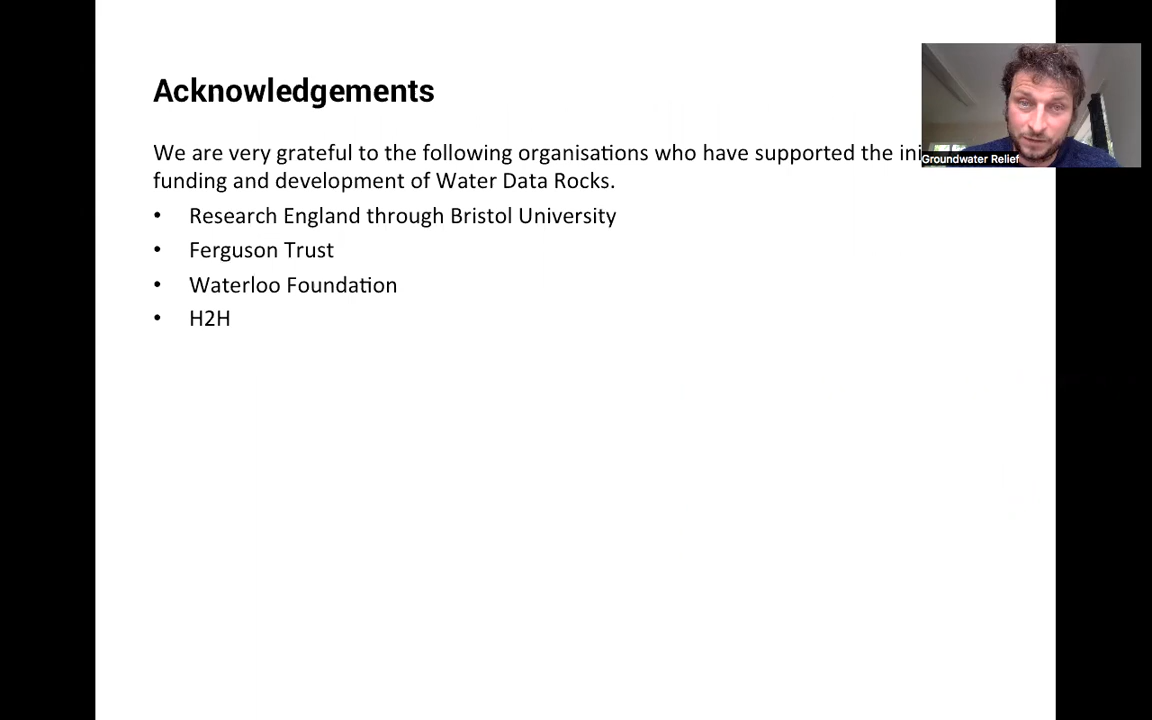 Acknowledgements
We are very grateful to the following organisations who have supported the
funding and development of Water Data Rocks.
• Research England through Bristol University
• Ferguson Trust
• Waterloo Foundation
• H2H
Groundwater Relief